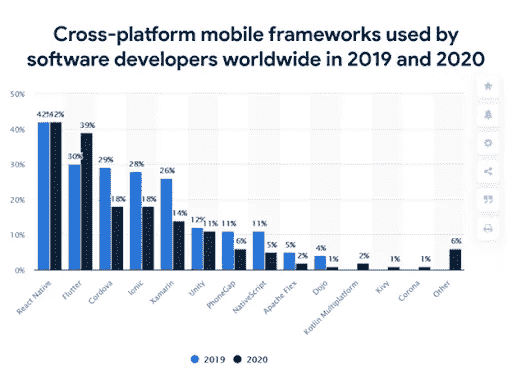 Cross-platform mobile frameworks used by
software developers worldwide in 2019 and 2020
50%
40%
30%
20%
10%
0%
42% 42%
30% 39%
29% 18%
28% 18%
26% 14%
12% 11%
11% 6%
11% 5%
5% 2%
4% 1%
2%
1%
1%
6%
React Native
Flutter
Cordova
Ionic
Xamarin
Unity
PhoneGap
NativeScript
Apache Flex
Dojo
Kotlin Multiplatform
Kivy
Corona
Other
2019 2020